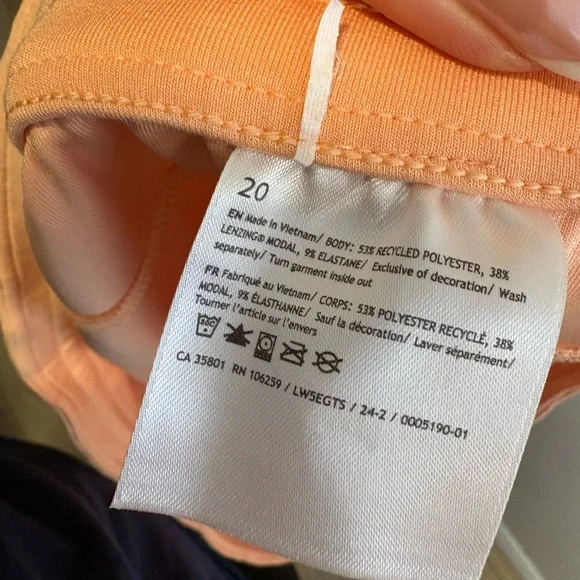 20
EN Made in Vietnam/ BODY: 53% RECYCLED POLYESTER, 38%
LENZING® MODAL, 9% ELASTANE/ Exclusive of decoration/ Wash
separately/ Turn garment inside out
FR Fabriqué au Vietnam/ CORPS: 53% POLYESTER RECYCLÉ, 38%
MODAL, 9% ÉLASTHANNE/ Sauf la décoration/ Laver séparément/
Tourner l'article sur l'envers
30C
CA 35801 RN 106259 / LW5EGTS / 24-2 / 0005190-01